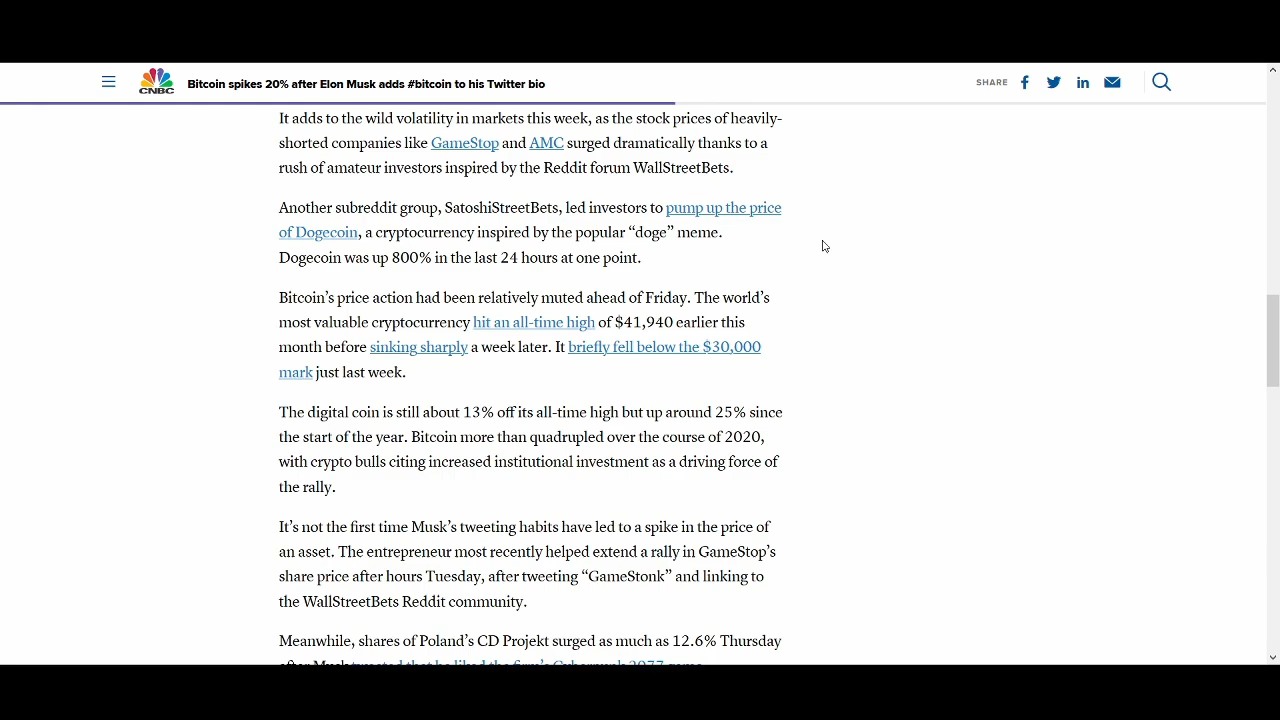 CNBC
Bitcoin spikes 20% after Elon Musk adds #bitcoin to his Twitter bio
SHARE
It adds to the wild volatility in markets this week, as the stock prices of heavily-
shorted companies like GameStop and AMC surged dramatically thanks to a
rush of amateur investors inspired by the Reddit forum WallStreetBets.
Another subreddit group, SatoshiStreetBets, led investors to pump up the price
of Dogecoin, a cryptocurrency inspired by the popular “doge” meme.
Dogecoin was up 800% in the last 24 hours at one point.
Bitcoin’s price action had been relatively muted ahead of Friday. The world’s
most valuable cryptocurrency hit an all-time high of $41,940 earlier this
month before sinking sharply a week later. It briefly fell below the $30,000
mark just last week.
The digital coin is still about 13% off its all-time high but up around 25% since
the start of the year. Bitcoin more than quadrupled over the course of 2020,
with crypto bulls citing increased institutional investment as a driving force of
the rally.
It’s not the first time Musk’s tweeting habits have led to a spike in the price of
an asset. The entrepreneur most recently helped extend a rally in GameStop’s
share price after hours Tuesday, after tweeting “GameStonk” and linking to
the WallStreetBets Reddit community.
Meanwhile, shares of Poland’s CD Projekt surged as much as 12.6% Thursday
after Musk tweeted that he liked the firm’s Cyberpunk 2077 game